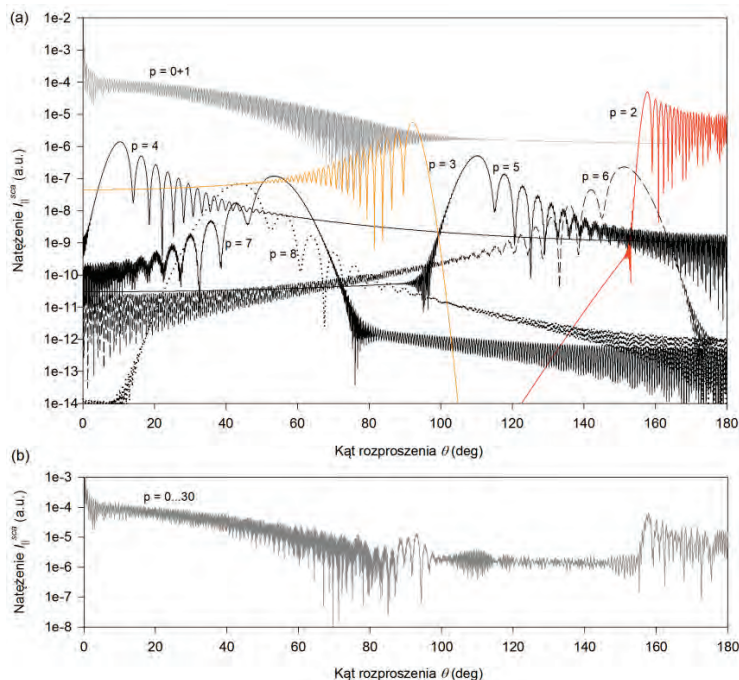 (a)
1e-2
1e-3
1e-4
1e-5
1e-6
1e-7
1e-8
1e-9
1e-10
1e-11
1e-12
1e-13
1e-14
Natężenie I||sca (a.u.)
p = 0+1
p = 2
p = 4
p = 3
p = 5
p = 6
p = 7
p = 8
0 20 40 60 80 100 120 140 160 180
Kąt rozproszenia θ (deg)
(b)
1e-3
1e-4
1e-5
1e-6
1e-7
1e-8
Natężenie I||sca (a.u.)
p = 0...30
0 20 40 60 80 100 120 140 160 180
Kąt rozproszenia θ (deg)